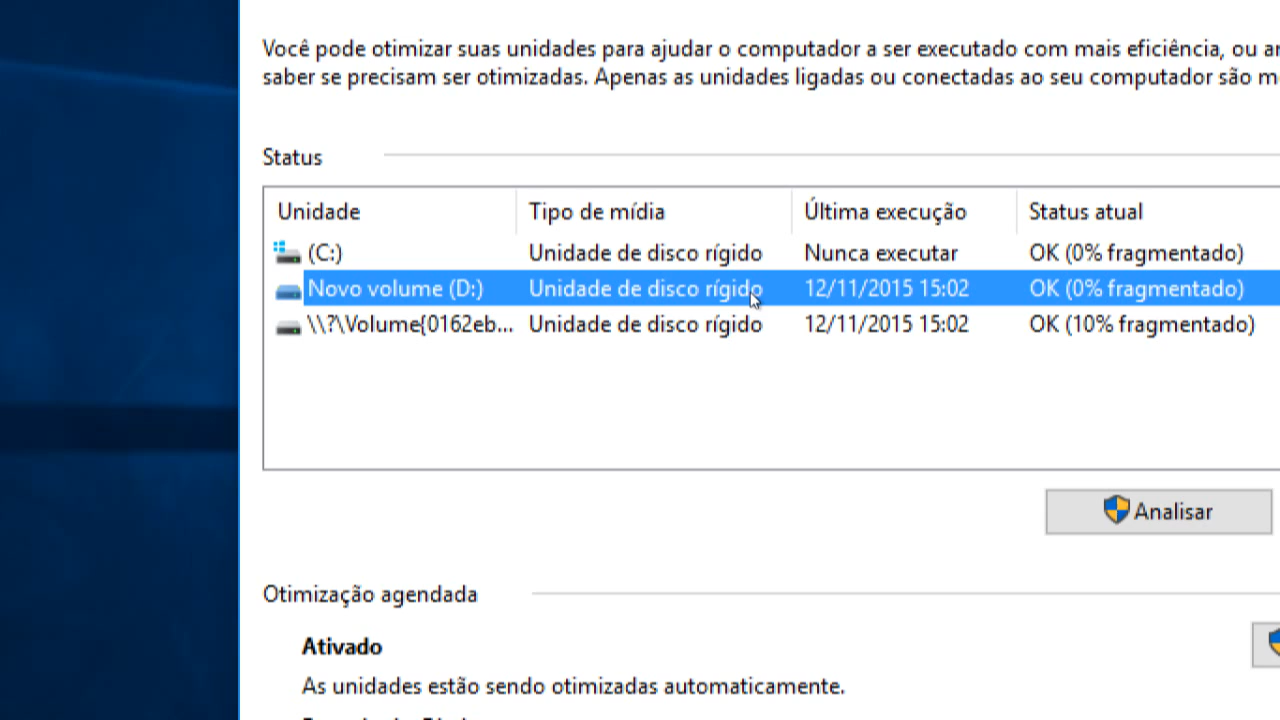 Você pode otimizar suas unidades para ajudar o computador a ser executado com mais eficiência, ou
saber se precisam ser otimizadas. Apenas as unidades ligadas ou conectadas ao seu computador são
Status
Unidade Tipo de mídia Última execução Status atual
(C:) Unidade de disco rígido Nunca executar OK (0% fragmentado)
Novo volume (D:) Unidade de disco rígido 12/11/2015 15:02 OK (0% fragmentado)
\\?\Volume{0162eb... Unidade de disco rígido 12/11/2015 15:02 OK (10% fragmentado)
Analisar
Otimização agendada
Ativado
As unidades estão sendo otimizadas automaticamente.